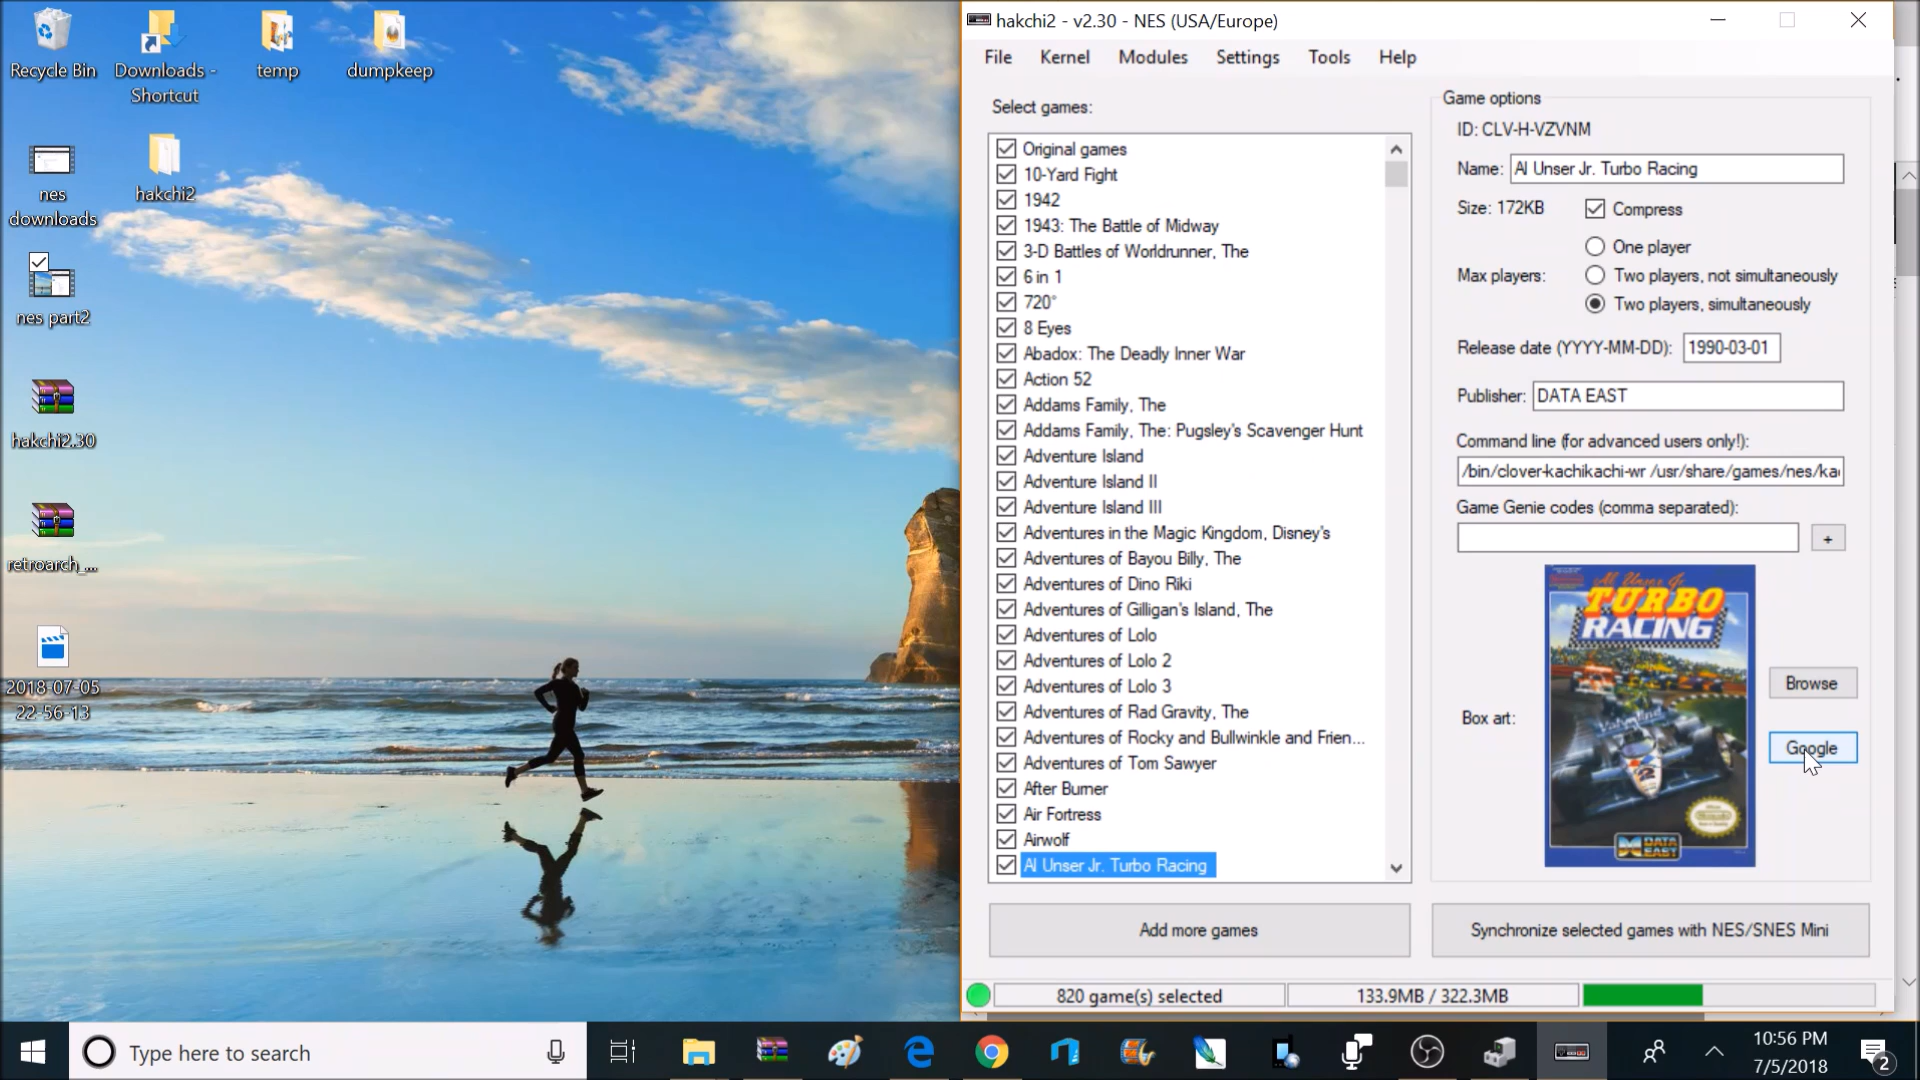 Recycle Bin
Downloads - Shortcut
temp
dumpkeep
nes downloads
hakchi2
nes part2
hakchi2.30
retroarch_...
2018-07-05 22-56-13
hakchi2 - v2.30 - NES (USA/Europe)
File Kernel Modules Settings Tools Help
Select games:
Original games
10-Yard Fight
1942
1943: The Battle of Midway
3-D Battles of Worldrunner, The
6 in 1
720°
8 Eyes
Abadox: The Deadly Inner War
Action 52
Addams Family, The
Addams Family, The: Pugsley's Scavenger Hunt
Adventure Island
Adventure Island II
Adventure Island III
Adventures in the Magic Kingdom, Disney's
Adventures of Bayou Billy, The
Adventures of Dino Riki
Adventures of Gilligan's Island, The
Adventures of Lolo
Adventures of Lolo 2
Adventures of Lolo 3
Adventures of Rad Gravity, The
Adventures of Rocky and Bullwinkle and Frien...
Adventures of Tom Sawyer
After Burner
Air Fortress
Airwolf
Al Unser Jr. Turbo Racing
Add more games
Game options
ID: CLV-H-VZVNM
Name: Al Unser Jr. Turbo Racing
Size: 172KB Compress
One player
Max players: Two players, not simultaneously
Two players, simultaneously
Release date (YYYY-MM-DD): 1990-03-01
Publisher: DATA EAST
Command line (for advanced users only!):
/bin/clover-kachikachi-wr /usr/share/games/nes/ka
Game Genie codes (comma separated):
+
Al Unser Jr.
TURBO
RACING
DATA
EAST
Box art:
Browse
Google
Synchronize selected games with NES/SNES Mini
820 game(s) selected
133.9MB / 322.3MB
Type here to search
10:56 PM
7/5/2018
2